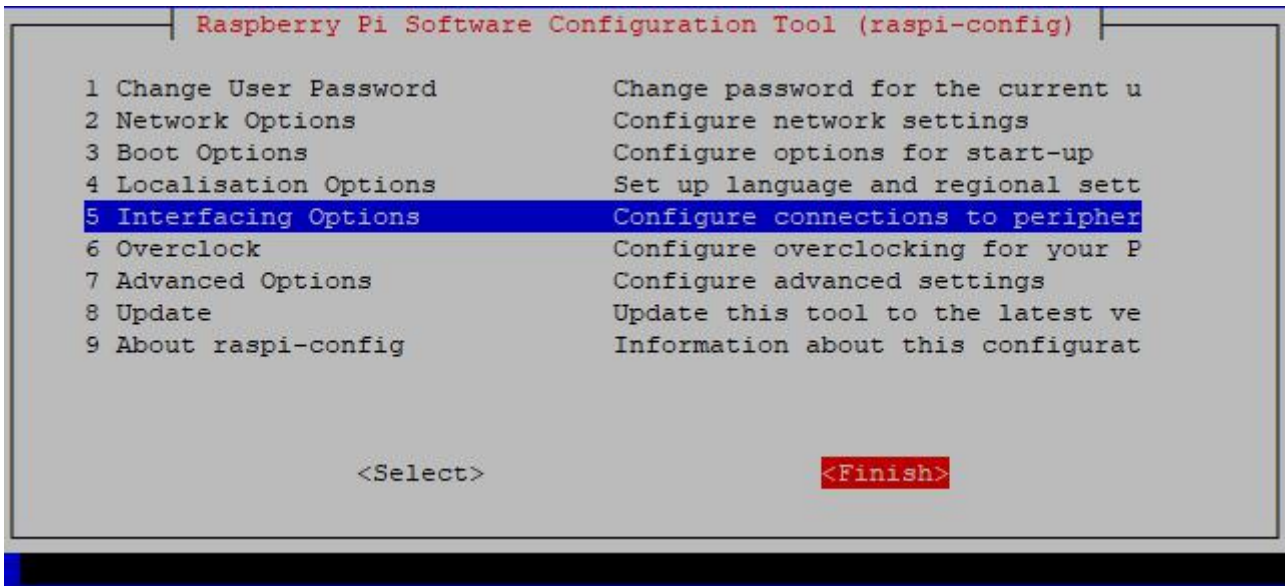 Raspberry Pi Software Configuration Tool (raspi-config)
1 Change User Password Change password for the current u
2 Network Options Configure network settings
3 Boot Options Configure options for start-up
4 Localisation Options Set up language and regional sett
5 Interfacing Options Configure connections to peripher
6 Overclock Configure overclocking for your P
7 Advanced Options Configure advanced settings
8 Update Update this tool to the latest ve
9 About raspi-config Information about this configurat
<Select> <Finish>